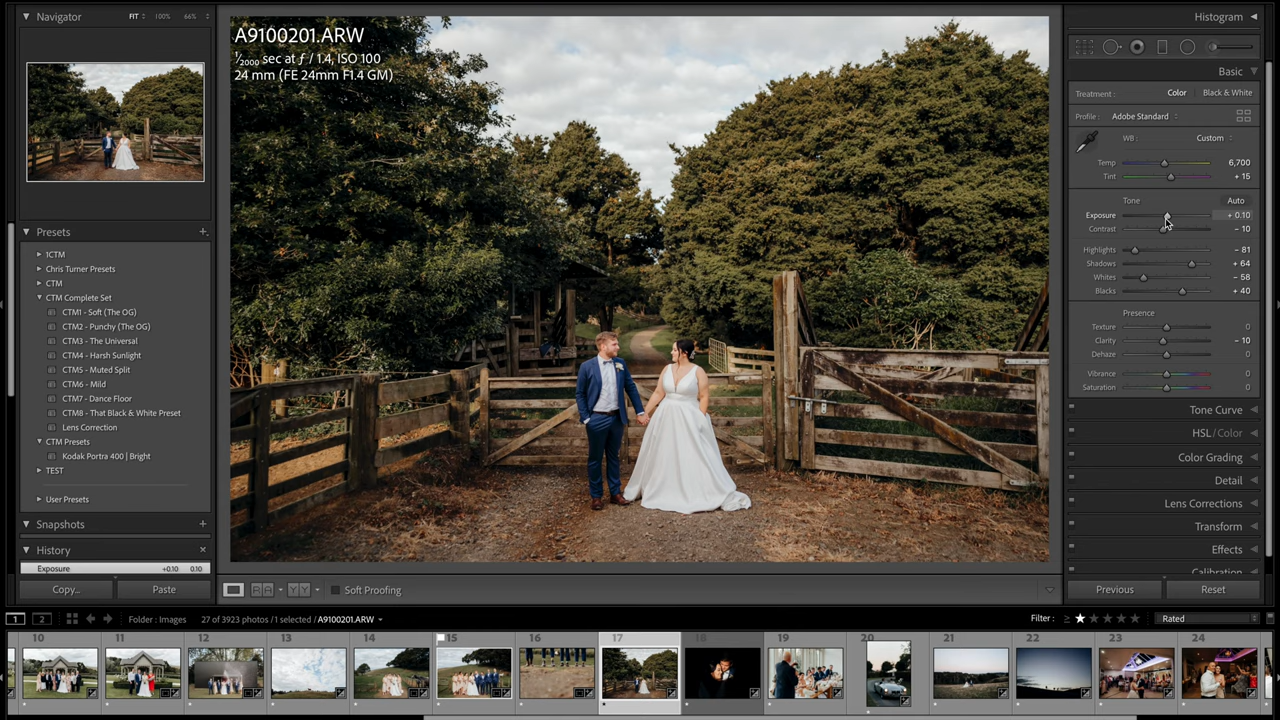 Navigator
FIT
100%
66%
A9100201.ARW
1/2000 sec at ƒ / 1.4, ISO 100
24 mm (FE 24mm F1.4 GM)
Presets
1CTM
Chris Turner Presets
CTM
CTM Complete Set
CTM1 - Soft (The OG)
CTM2 - Punchy (The OG)
CTM3 - The Universal
CTM4 - Harsh Sunlight
CTM5 - Muted Split
CTM6 - Mild
CTM7 - Dance Floor
CTM8 - That Black & White Preset
Lens Correction
CTM Presets
Kodak Portra 400 | Bright
TEST
User Presets
Snapshots
History
Exposure +0.10 0.10
Copy... Paste
Soft Proofing
Histogram
Basic
Treatment : Color Black & White
Profile : Adobe Standard
WB : Custom
Temp 6,700
Tint + 15
Tone Auto
Exposure + 0.10
Contrast - 10
Highlights - 81
Shadows + 64
Whites - 58
Blacks + 40
Presence
Texture 0
Clarity - 10
Dehaze 0
Vibrance 0
Saturation 0
Tone Curve
HSL / Color
Color Grading
Detail
Lens Corrections
Transform
Effects
Calibration
Previous Reset
1 2 Folder : Images 27 of 3923 photos / 1 selected / A9100201.ARW Filter : Rated
10 11 12 13 14 15 16 17 18 19 20 21 22 23 24